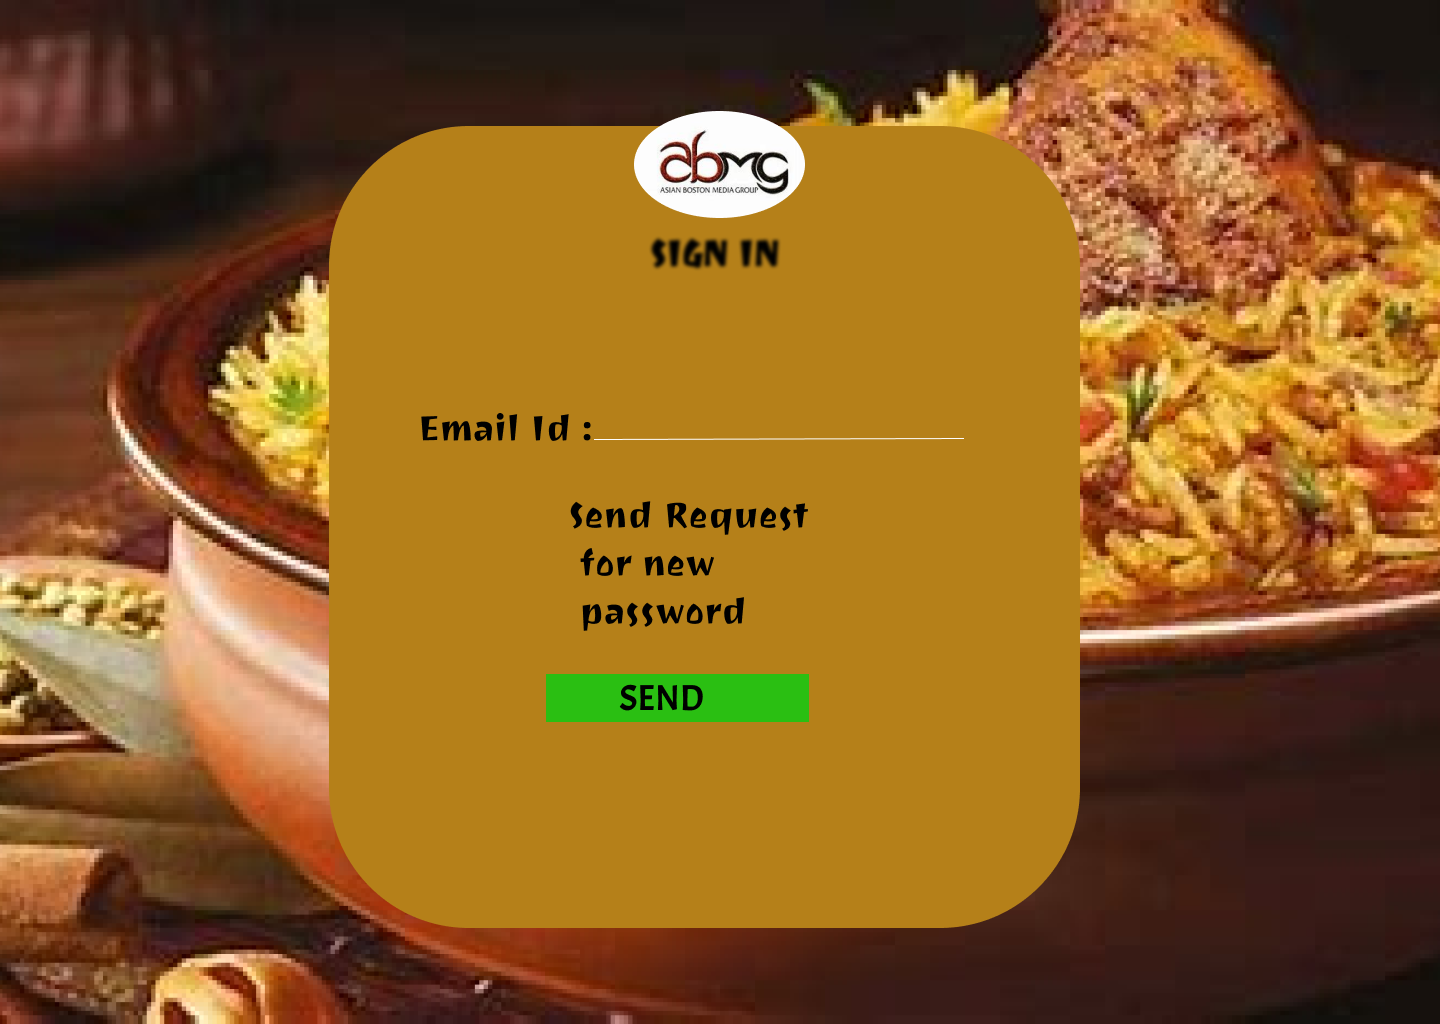 abmg
ASIAN BOSTON MEDIA GROUP
SIGN IN
Email Id :
Send Request
for new
password
SEND